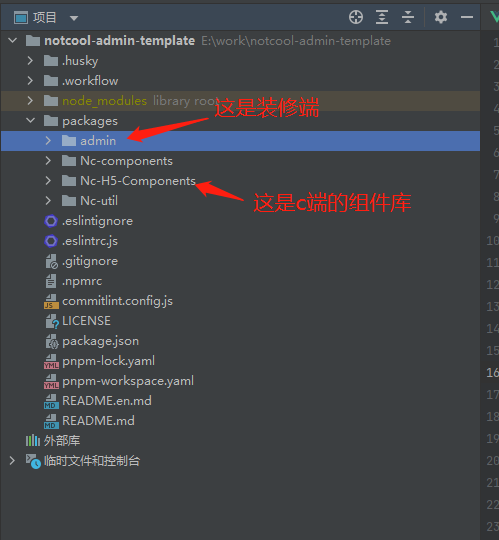 项目
notcool-admin-template E:\work\notcool-admin-template
.husky
.workflow
node_modules library root
packages
这是装修端
admin
Nc-components
Nc-H5-Components
Nc-util
这是c端的组件库
.eslintignore
.eslintrc.js
.gitignore
.npmrc
commitlint.config.js
LICENSE
package.json
pnpm-lock.yaml
pnpm-workspace.yaml
README.en.md
README.md
外部库
临时文件和控制台
1
2
3
4
5
6
7
8
9
10
11
12
13
14
15
16
17
18
19
20
21
22
23